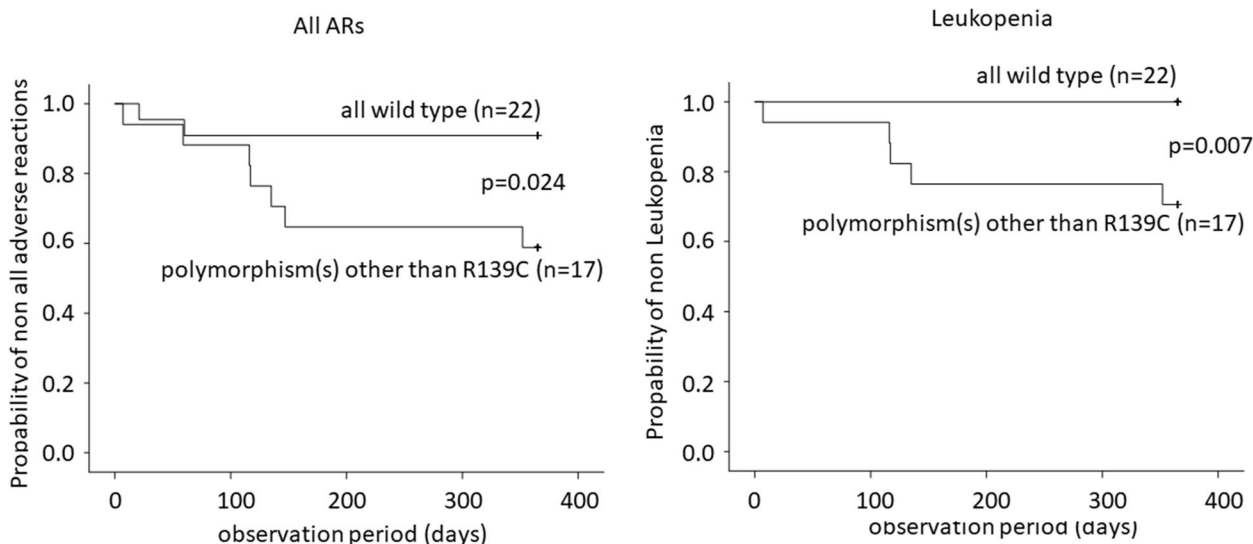 All ARs
Propability of non all adverse reactions
1.0
0.8
0.6
0.4
0.2
0.0
all wild type (n=22)
p=0.024
polymorphism(s) other than R139C (n=17)
0
100
200
300
400
observation period (days)
Leukopenia
Propability of non Leukopenia
1.0
0.8
0.6
0.4
0.2
0.0
all wild type (n=22)
p=0.007
polymorphism(s) other than R139C (n=17)
0
100
200
300
400
observation period (days)